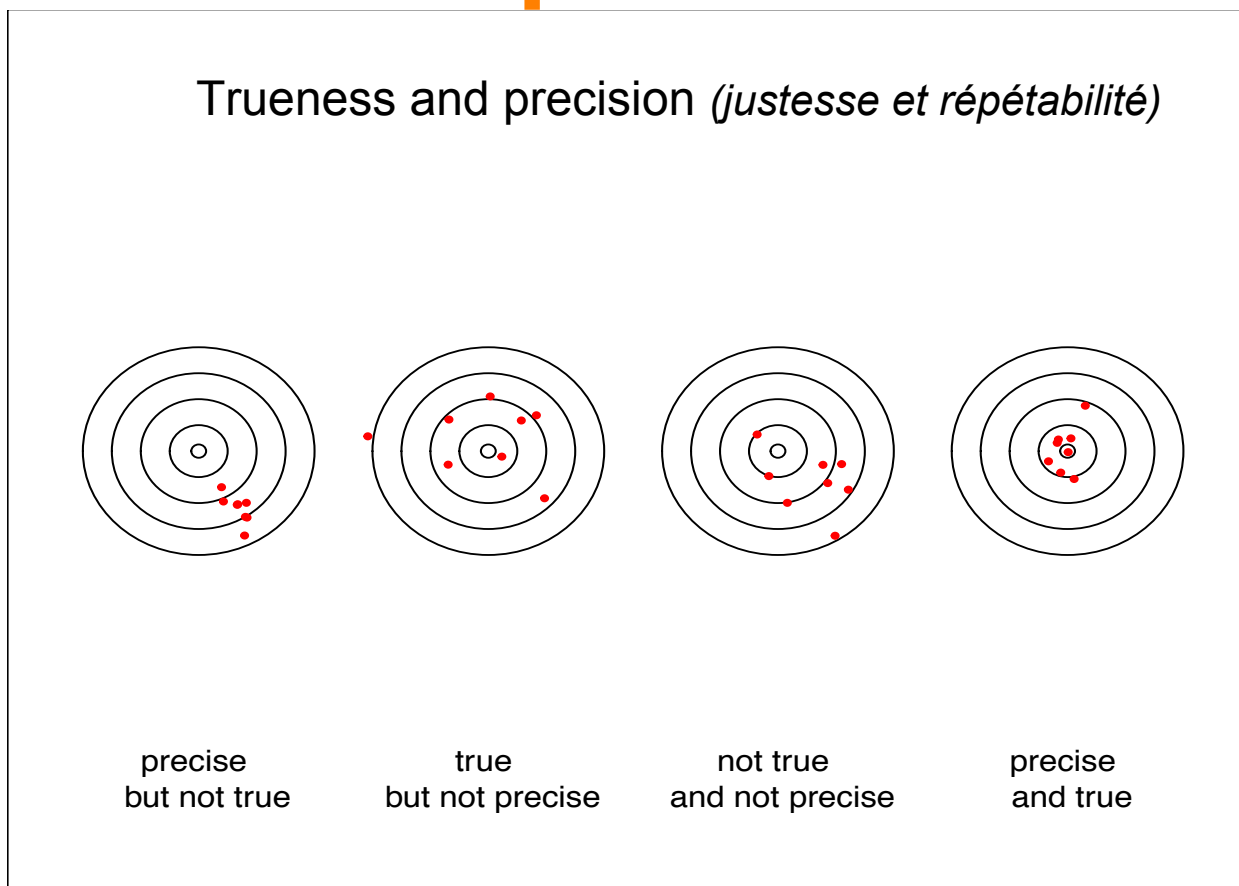 Trueness and precision (justesse et répétabilité)
precise
but not true
true
but not precise
not true
and not precise
precise
and true